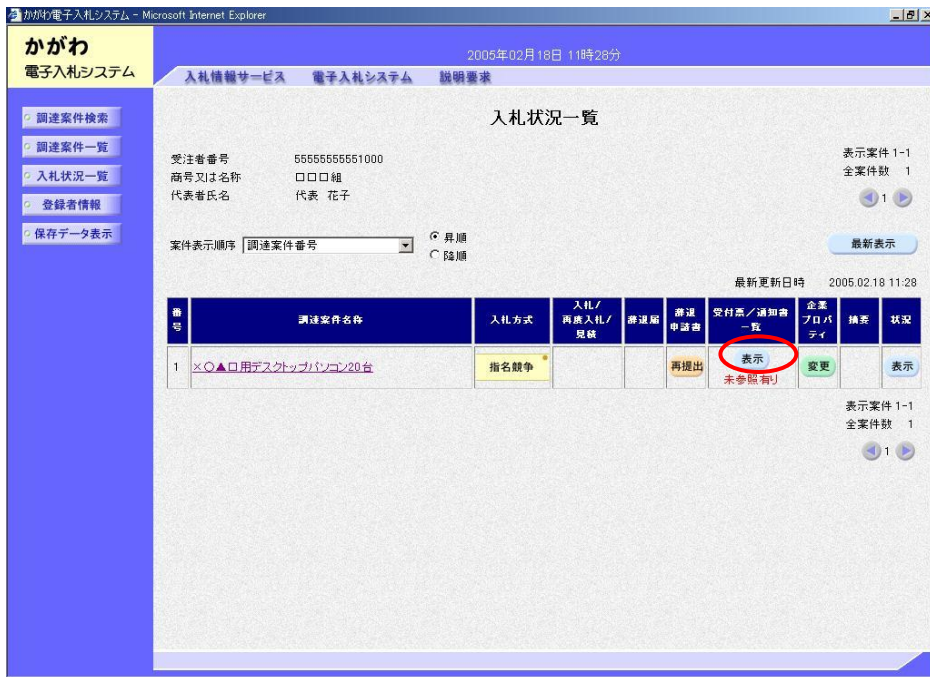 かがわ電子入札システム - Microsoft Internet Explorer
かがわ
電子入札システム
2005年02月18日 11時28分
入札情報サービス 電子入札システム 説明要求
調達案件検索
調達案件一覧
入札状況一覧
登録者情報
保存データ表示
入札状況一覧
受注者番号 55555555551000
商号又は名称 口口口組
代表者氏名 代表 花子
表示案件 1-1
全案件数 1
1
案件表示順序 調達案件番号
昇順
降順
最新表示
最新更新日時 2005.02.18 11:28
番号 調達案件名称 入札方式 入札/再度入札/見積 辞退届 辞退申請書 受付票/通知書一覧 企業プロパティ 摘要 状況
1 ×○▲口用デスクトップパソコン20台 指名競争 再提出 表示 変更 表示
未参照有り
表示案件 1-1
全案件数 1
1